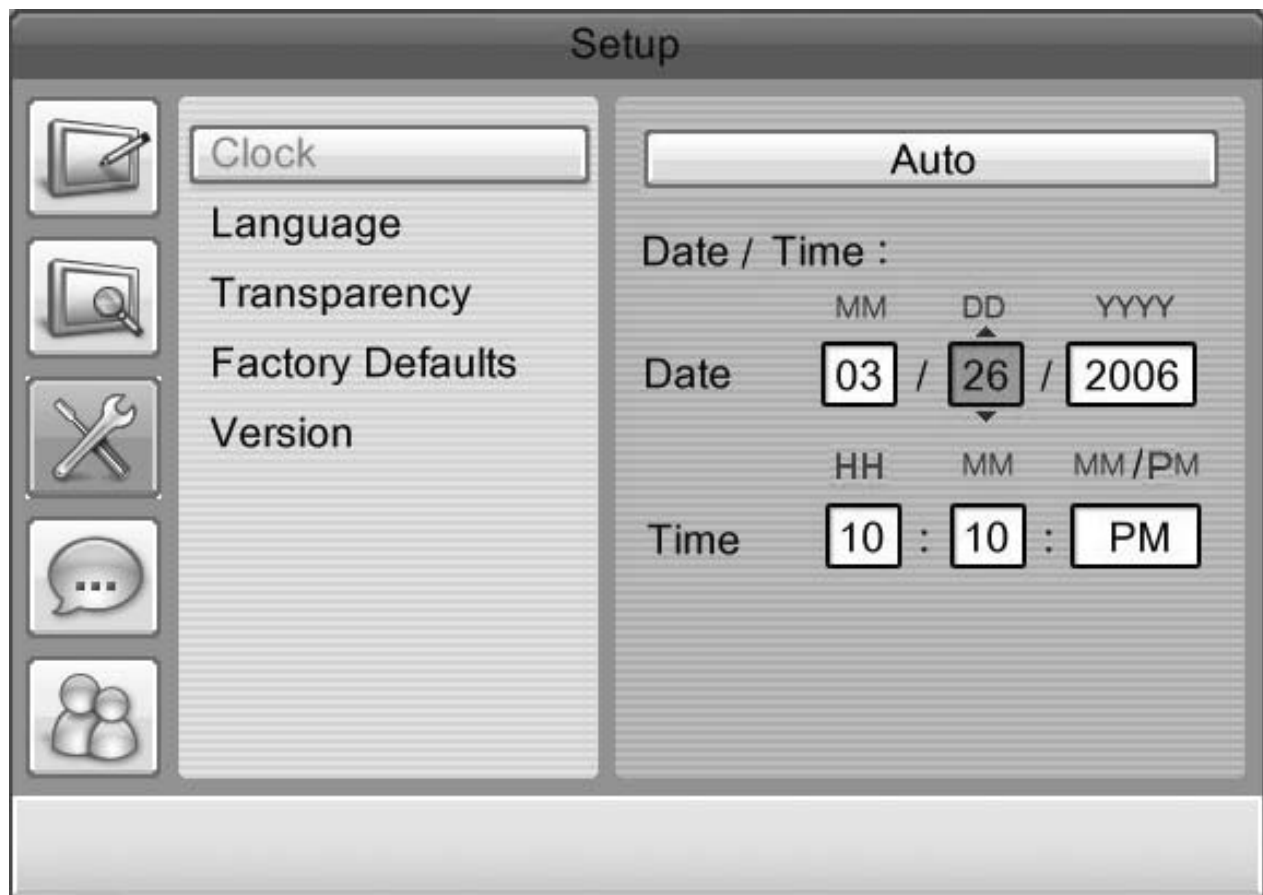 Setup
Clock
Language
Transparency
Factory Defaults
Version
Auto
Date / Time :
MM DD YYYY
Date 03 / 26 / 2006
HH MM MM/PM
Time 10 : 10 : PM